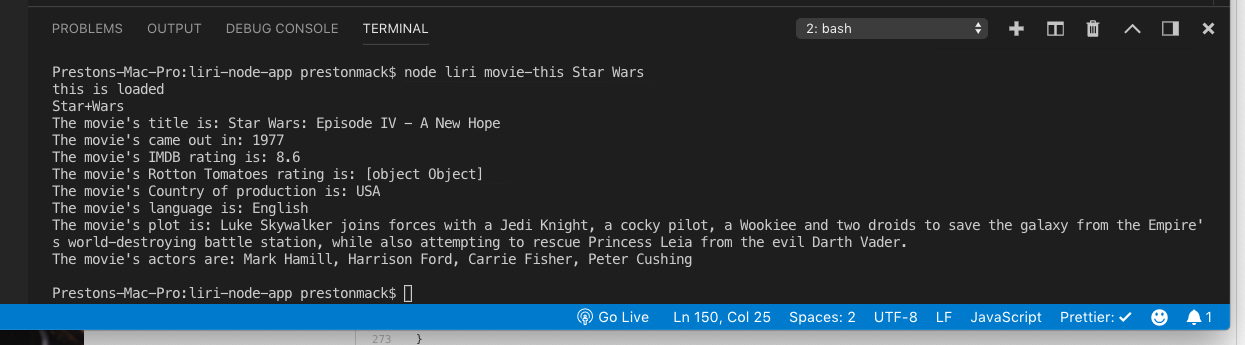 PROBLEMS OUTPUT DEBUG CONSOLE TERMINAL 2: bash
Prestons-Mac-Pro:liri-node-app prestonmack$ node liri movie-this Star Wars
this is loaded
Star+Wars
The movie's title is: Star Wars: Episode IV - A New Hope
The movie's came out in: 1977
The movie's IMDB rating is: 8.6
The movie's Rotton Tomatoes rating is: [object Object]
The movie's Country of production is: USA
The movie's language is: English
The movie's plot is: Luke Skywalker joins forces with a Jedi Knight, a cocky pilot, a Wookiee and two droids to save the galaxy from the Empire'
s world-destroying battle station, while also attempting to rescue Princess Leia from the evil Darth Vader.
The movie's actors are: Mark Hamill, Harrison Ford, Carrie Fisher, Peter Cushing
Prestons-Mac-Pro:liri-node-app prestonmack$
Go Live Ln 150, Col 25 Spaces: 2 UTF-8 LF JavaScript Prettier: ✓ 1
273 }